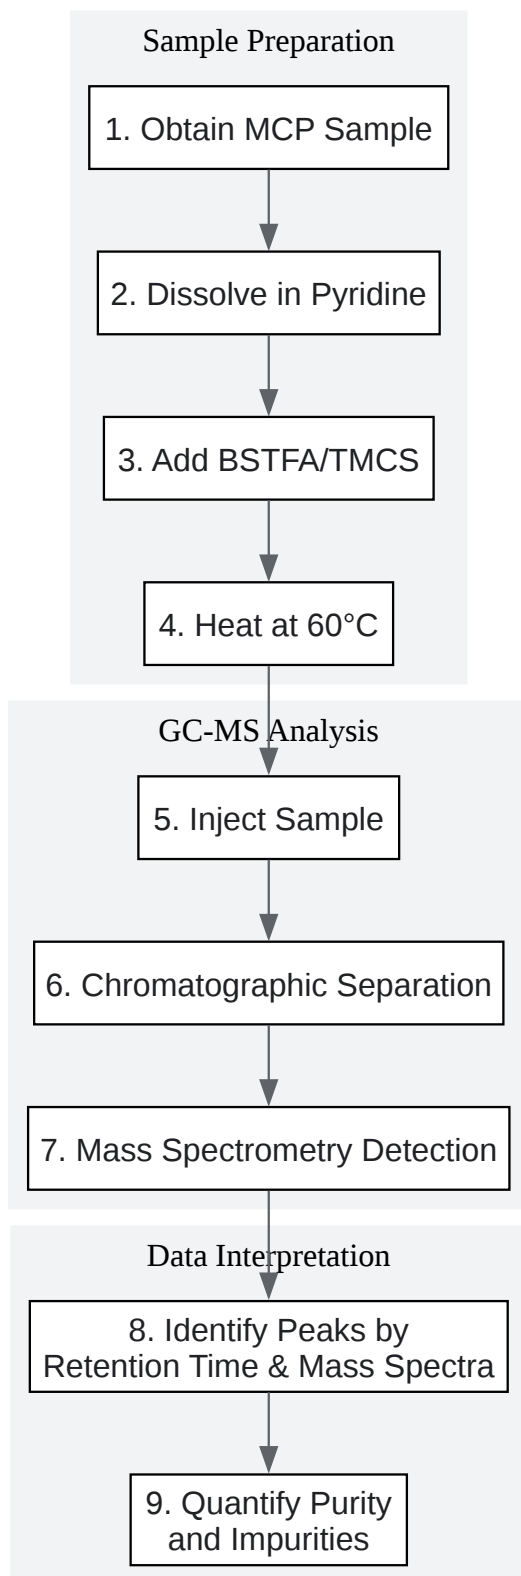 Sample Preparation
1. Obtain MCP Sample
2. Dissolve in Pyridine
3. Add BSTFA/TMCS
4. Heat at 60°C
GC-MS Analysis
5. Inject Sample
6. Chromatographic Separation
7. Mass Spectrometry Detection
Data Interpretation
8. Identify Peaks by
Retention Time & Mass Spectra
9. Quantify Purity
and Impurities